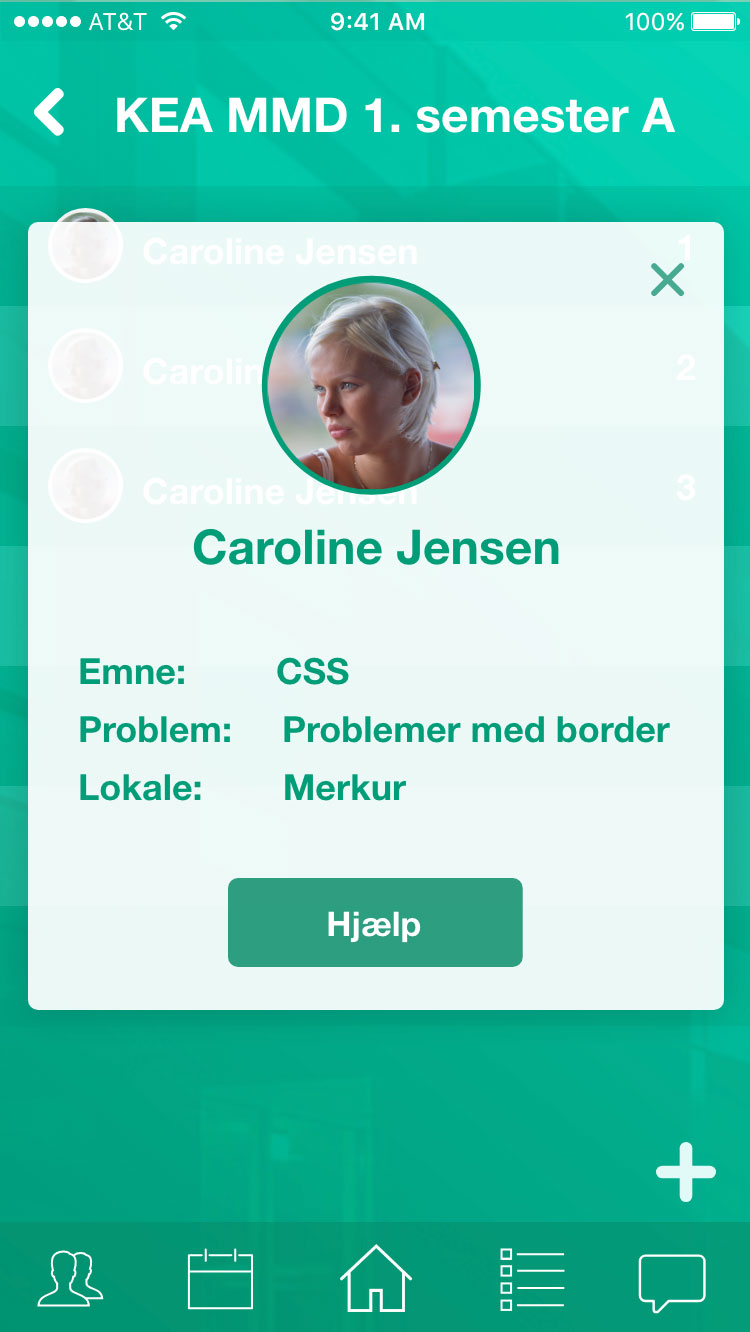 AT&T 9:41 AM 100%
KEA MMD 1. semester A
Caroline Jensen 1
Carolin 2
Caroline Jensen 3
Caroline Jensen
Emne: CSS
Problem: Problemer med border
Lokale: Merkur
Hjælp